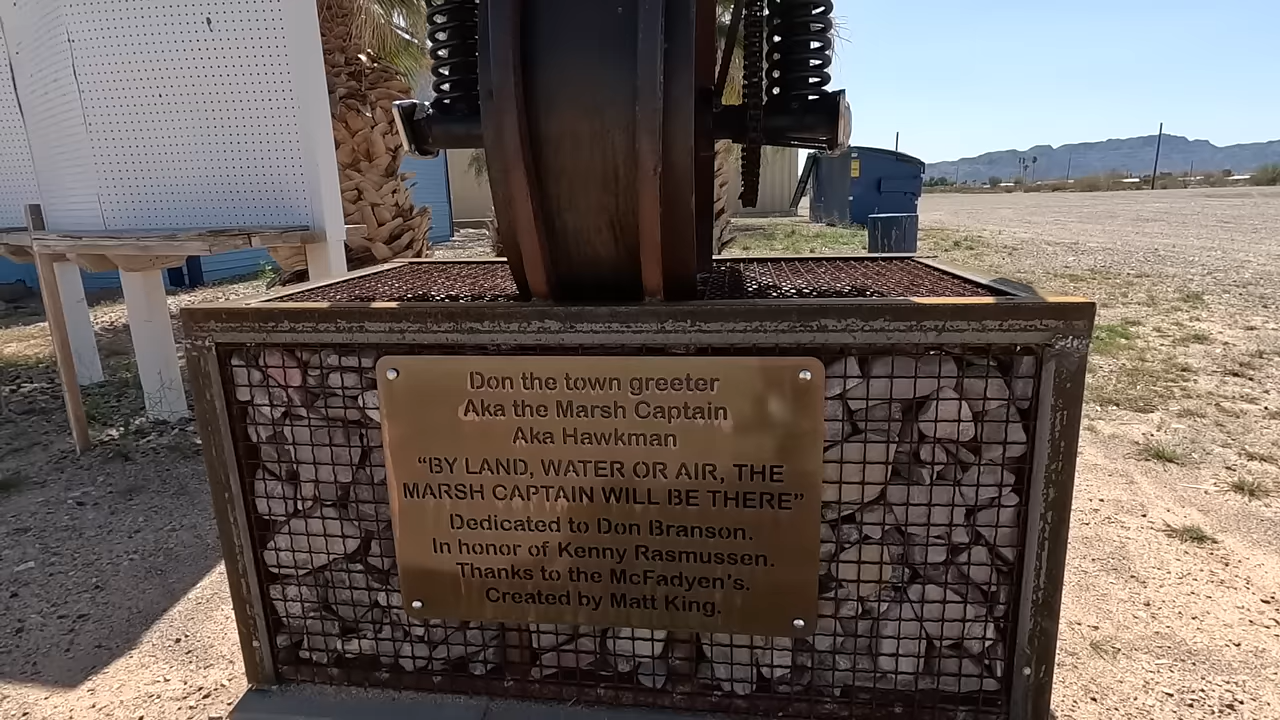 Don the town greeter
Aka the Marsh Captain
Aka Hawkman
“BY LAND, WATER OR AIR, THE
MARSH CAPTAIN WILL BE THERE”
Dedicated to Don Branson.
In honor of Kenny Rasmussen.
Thanks to the McFadyen's.
Created by Matt King.